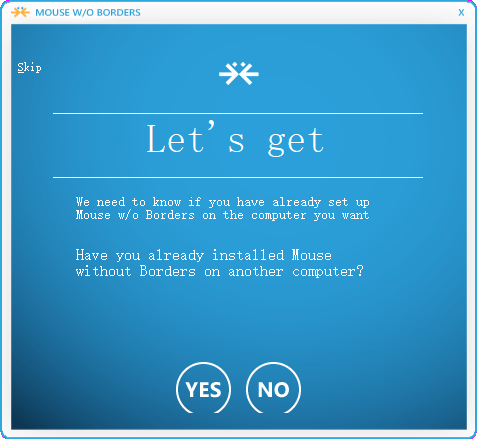 MOUSE W/O BORDERS
X
Skip
Let's get
We need to know if you have already set up
Mouse w/o Borders on the computer you want
Have you already installed Mouse
without Borders on another computer?
YES NO